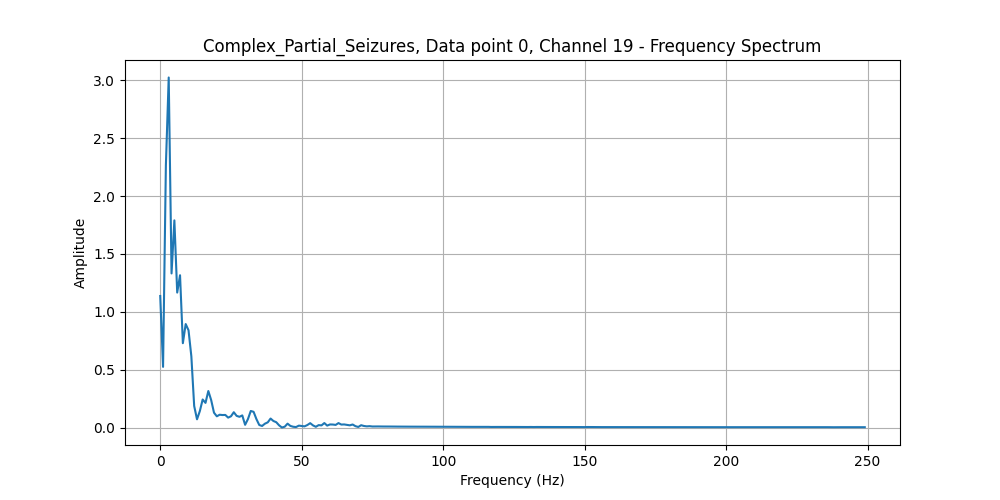 Complex_Partial_Seizures, Data point 0, Channel 19 - Frequency Spectrum
3.0
2.5
2.0
1.5
1.0
0.5
0.0
Amplitude
0 50 100 150 200 250
Frequency (Hz)